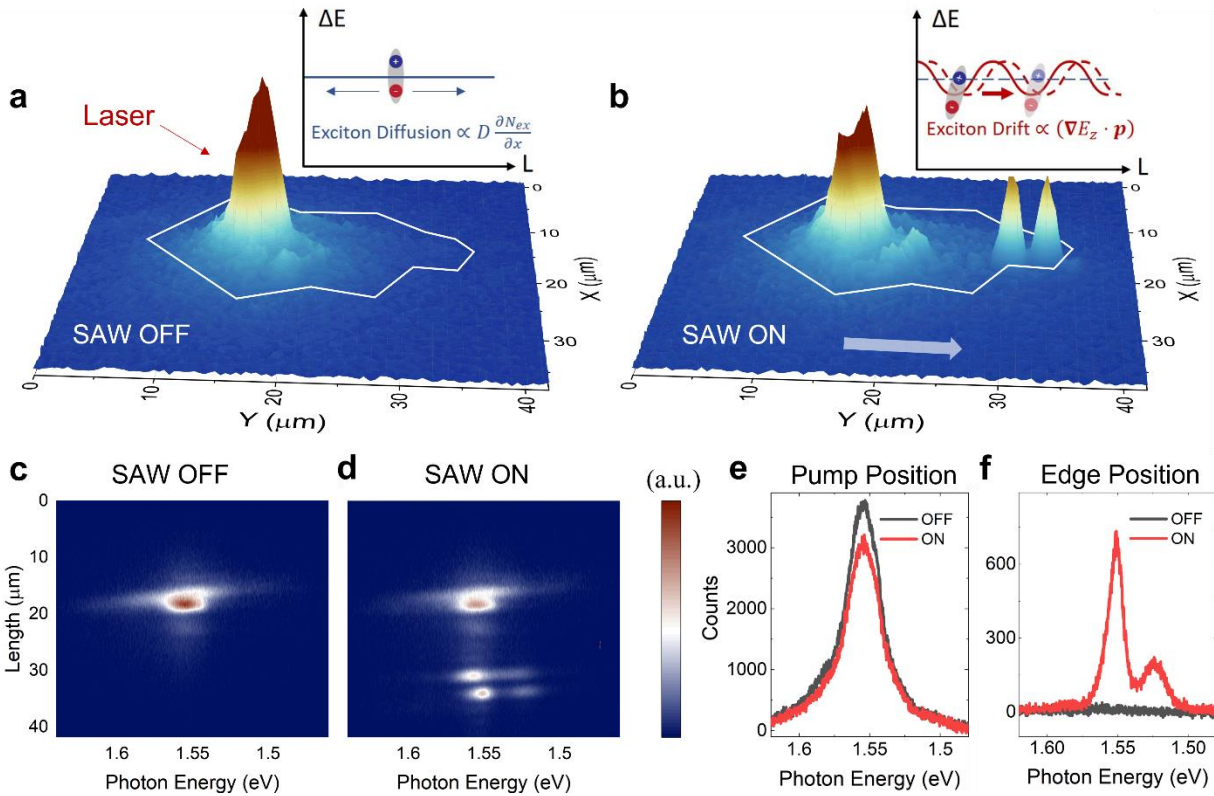 a
ΔE
+
−
Exciton Diffusion ∝ D ∂N_ex/∂x
L
Laser
SAW OFF
0
10
20
30
X (μm)
0
10
20
30
40
Y (μm)
b
ΔE
+
−
+
−
Exciton Drift ∝ (∇E_z · p)
L
SAW ON
0
10
20
30
X (μm)
0
10
20
30
40
Y (μm)
c
SAW OFF
0
10
20
30
40
Length (μm)
1.6
1.55
1.5
Photon Energy (eV)
d
SAW ON
1.6
1.55
1.5
Photon Energy (eV)
(a.u.)
e
Pump Position
OFF
ON
3000
2000
1000
0
Counts
1.6
1.55
1.5
Photon Energy (eV)
f
Edge Position
OFF
ON
600
300
0
1.60
1.55
1.50
Photon Energy (eV)